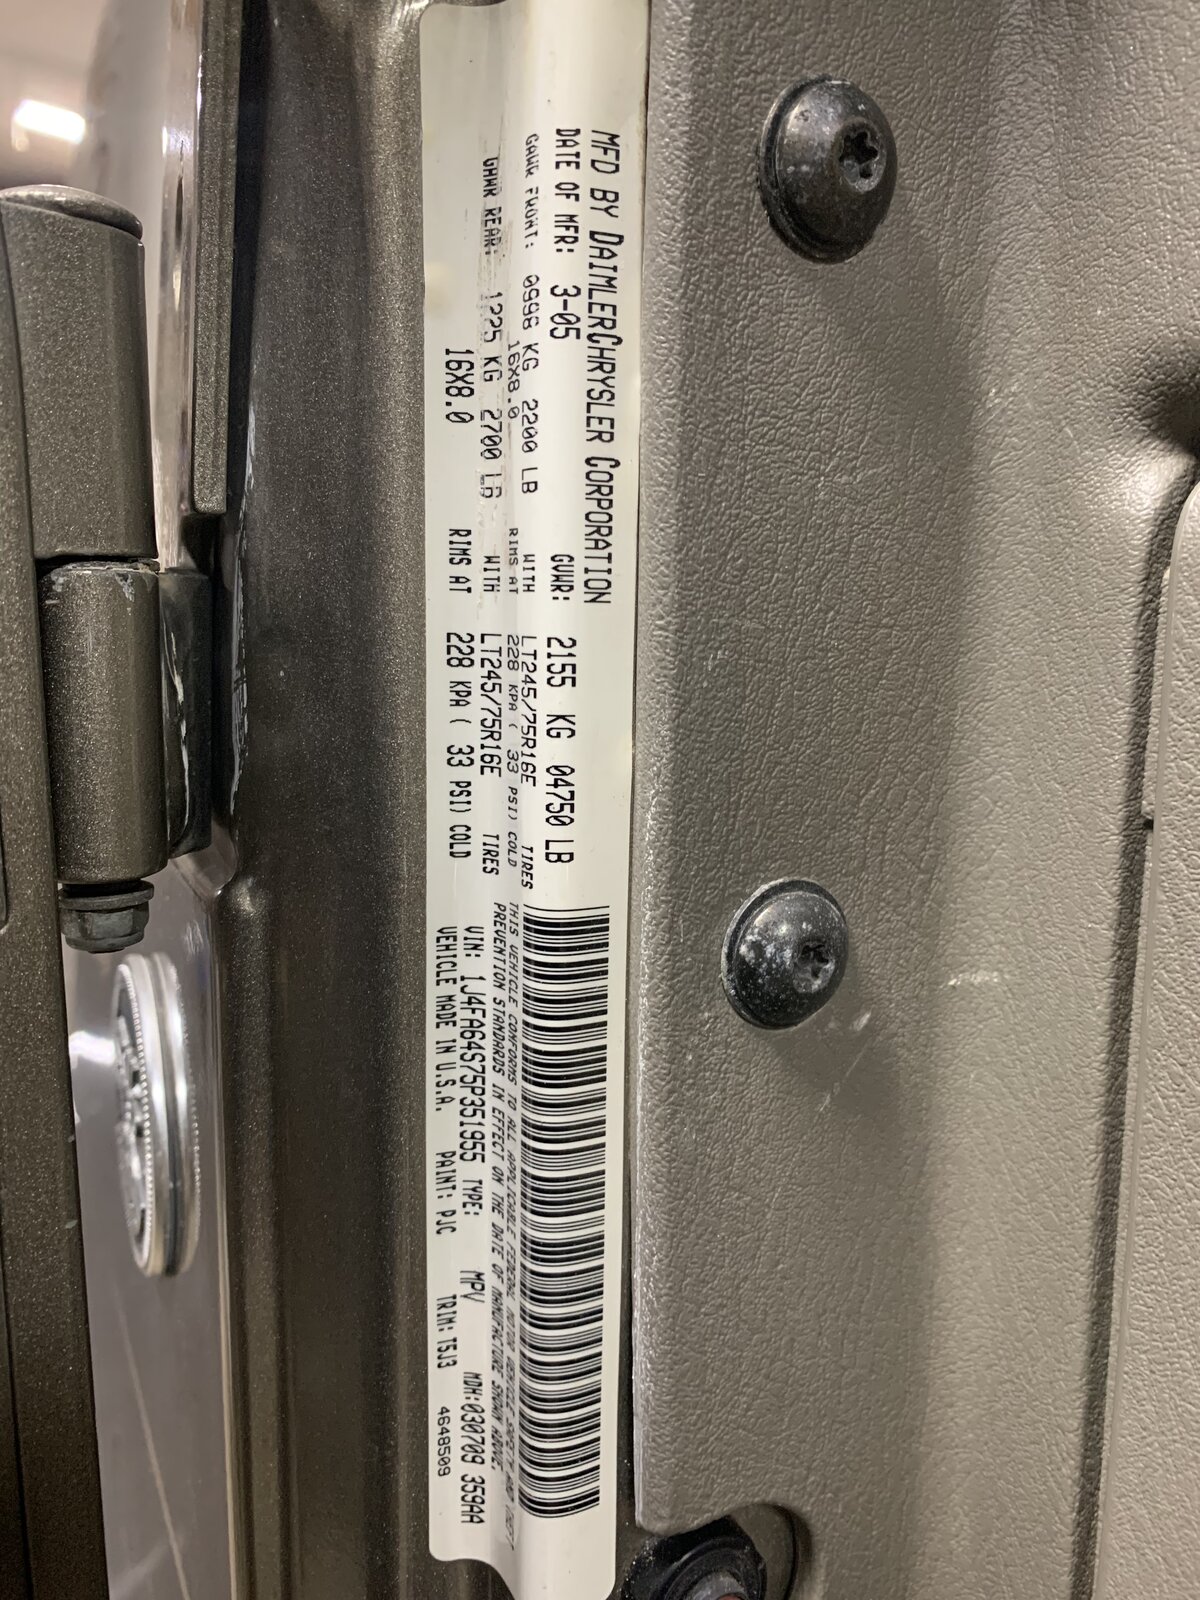 MFD BY DAIMLERCHRYSLER CORPORATION
DATE OF MFR: 3-05 GVWR: 2155 KG 04750 LB
GAWR FRONT: 0998 KG 2200 LB WITH LT245/75R16E TIRES
16X8.0 RIMS AT 228 KPA ( 33 PSI) COLD
GAWR REAR: 1225 KG 2700 LB WITH LT245/75R16E TIRES
16X8.0 RIMS AT 228 KPA ( 33 PSI) COLD
THIS VEHICLE CONFORMS TO ALL APPLICABLE FEDERAL MOTOR VEHICLE SAFETY AND THEFT
PREVENTION STANDARDS IN EFFECT ON THE DATE OF MANUFACTURE SHOWN ABOVE.
VIN: 1J4FA64S75P351955 TYPE: MPV MDH:030709 359AA
VEHICLE MADE IN U.S.A. PAINT: PJC TRIM: T5J3 4648509